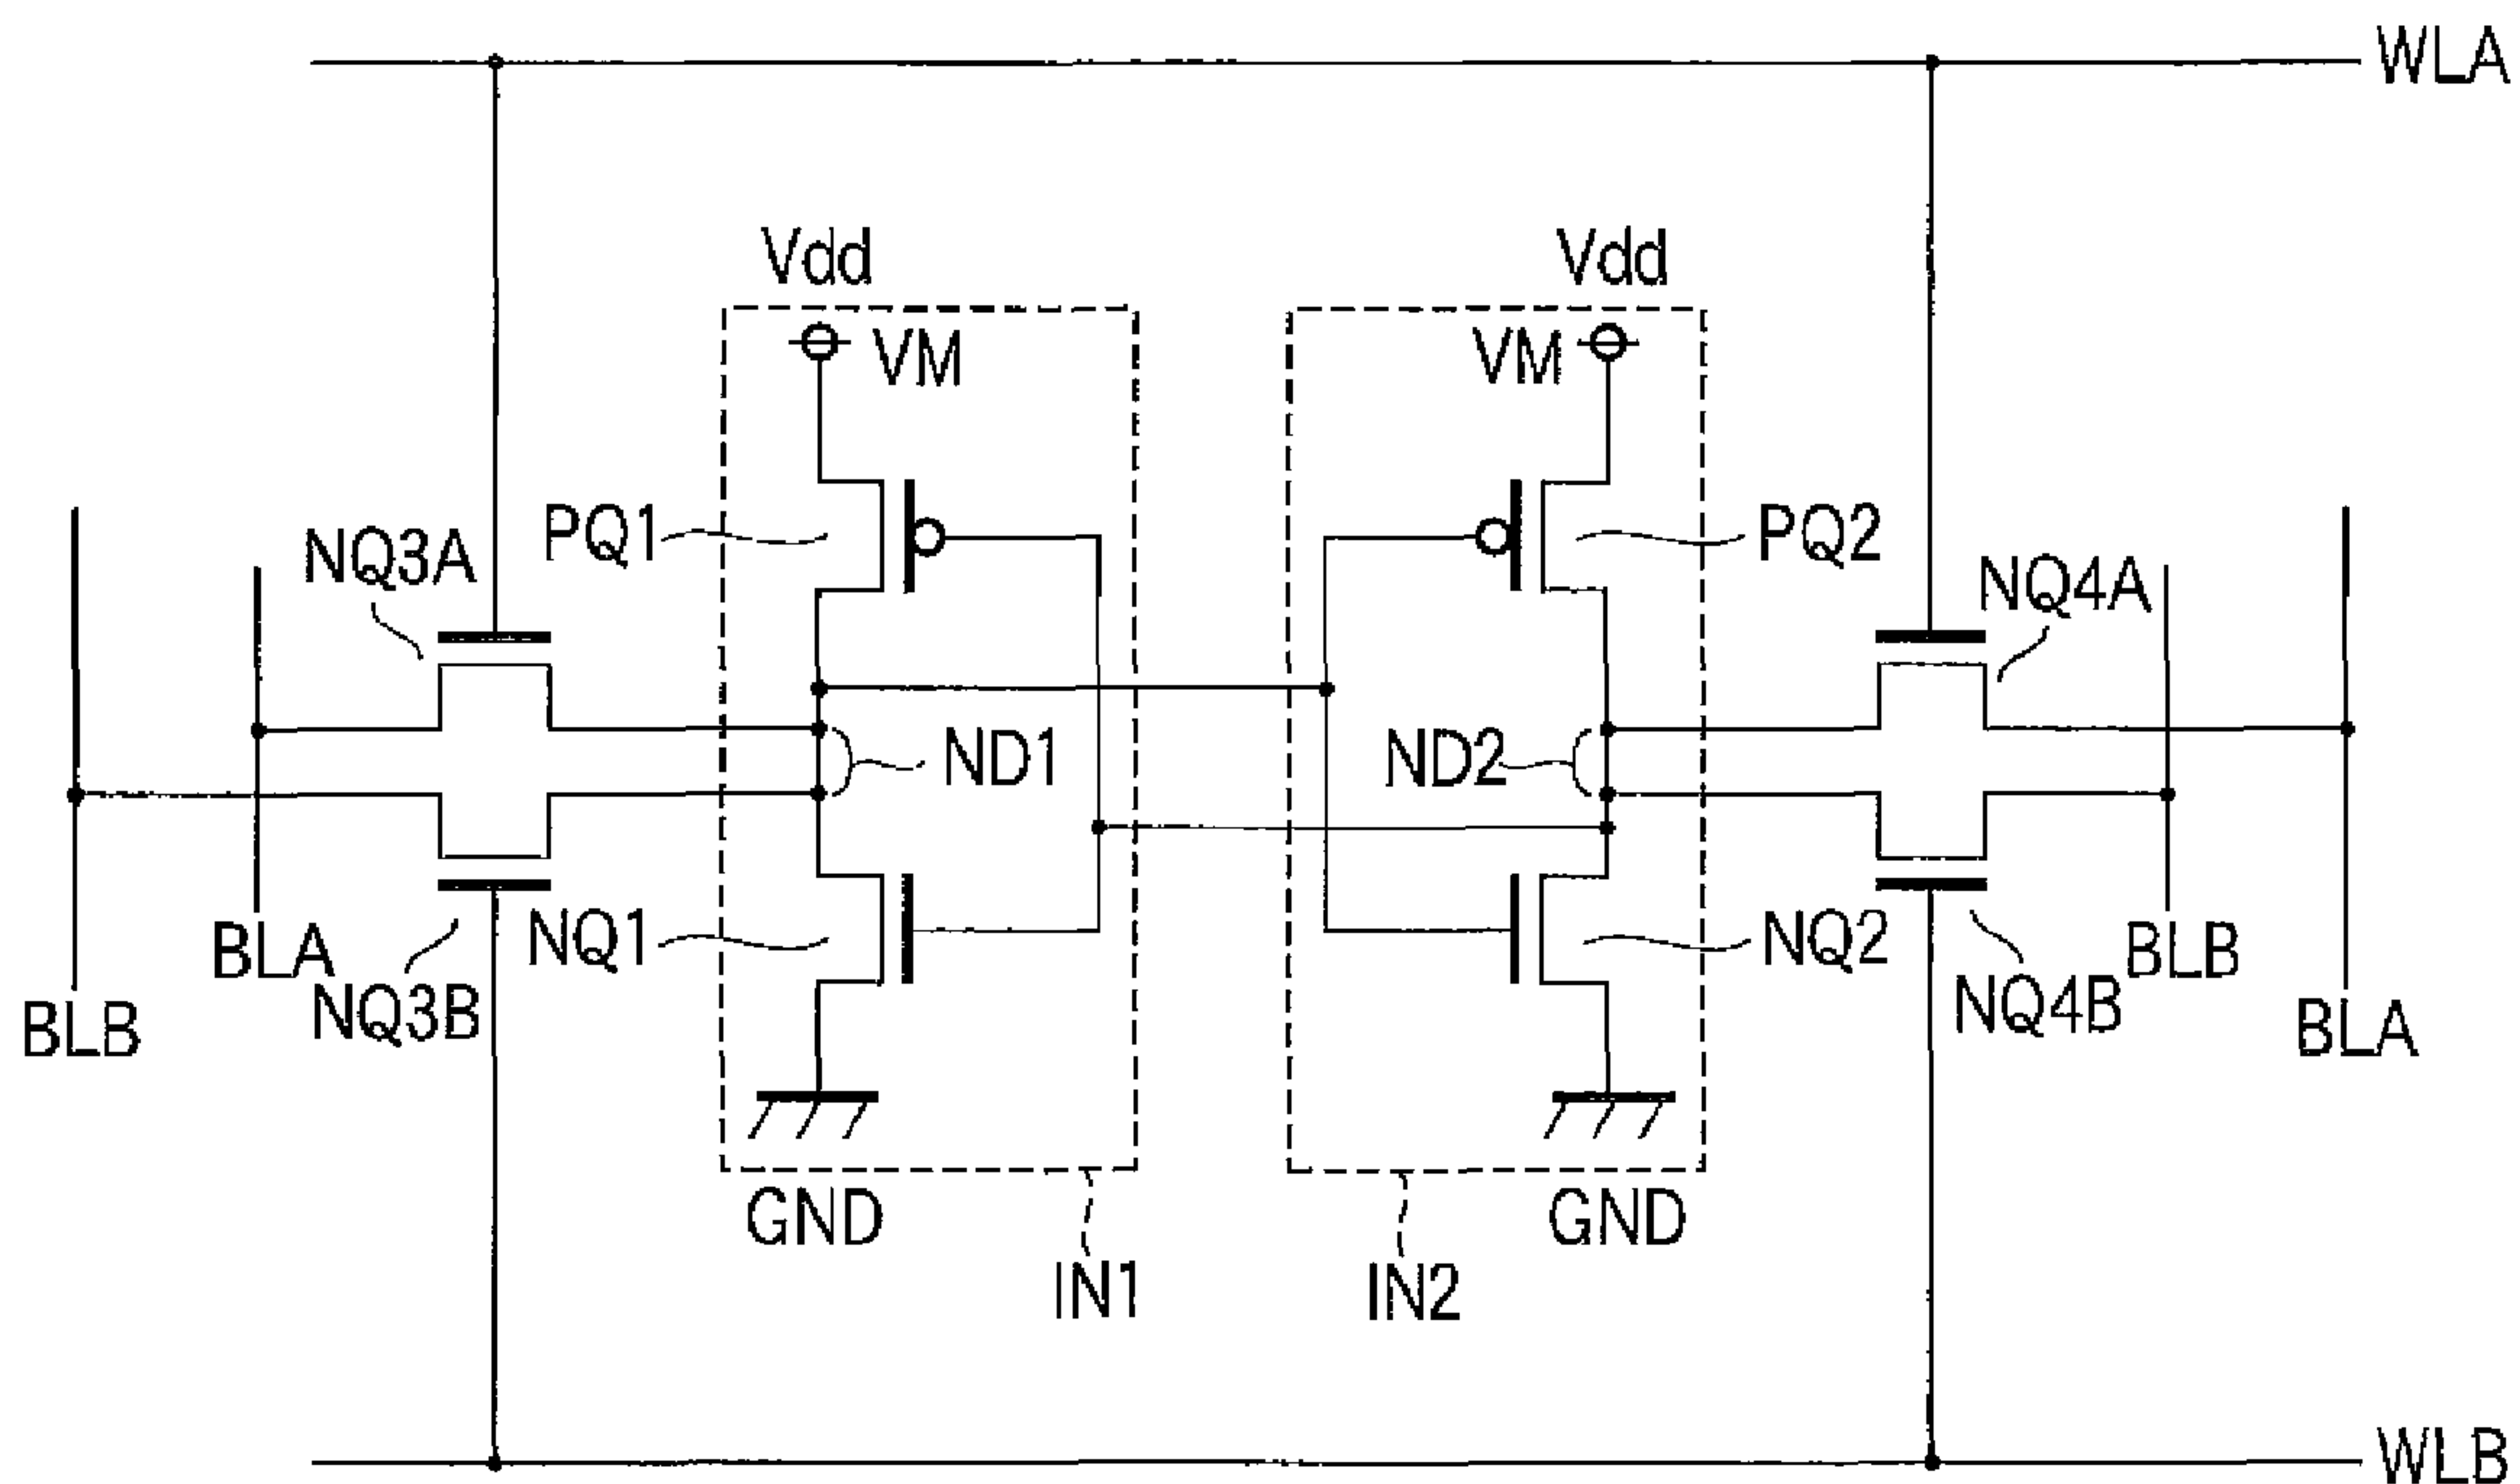 WLA
Vdd
Vdd
VM
VM
PQ1
PQ2
NQ3A
NQ4A
ND1
ND2
NQ1
NQ2
BLA
BLB
NQ3B
NQ4B
BLB
BLA
GND
GND
IN1
IN2
WLB